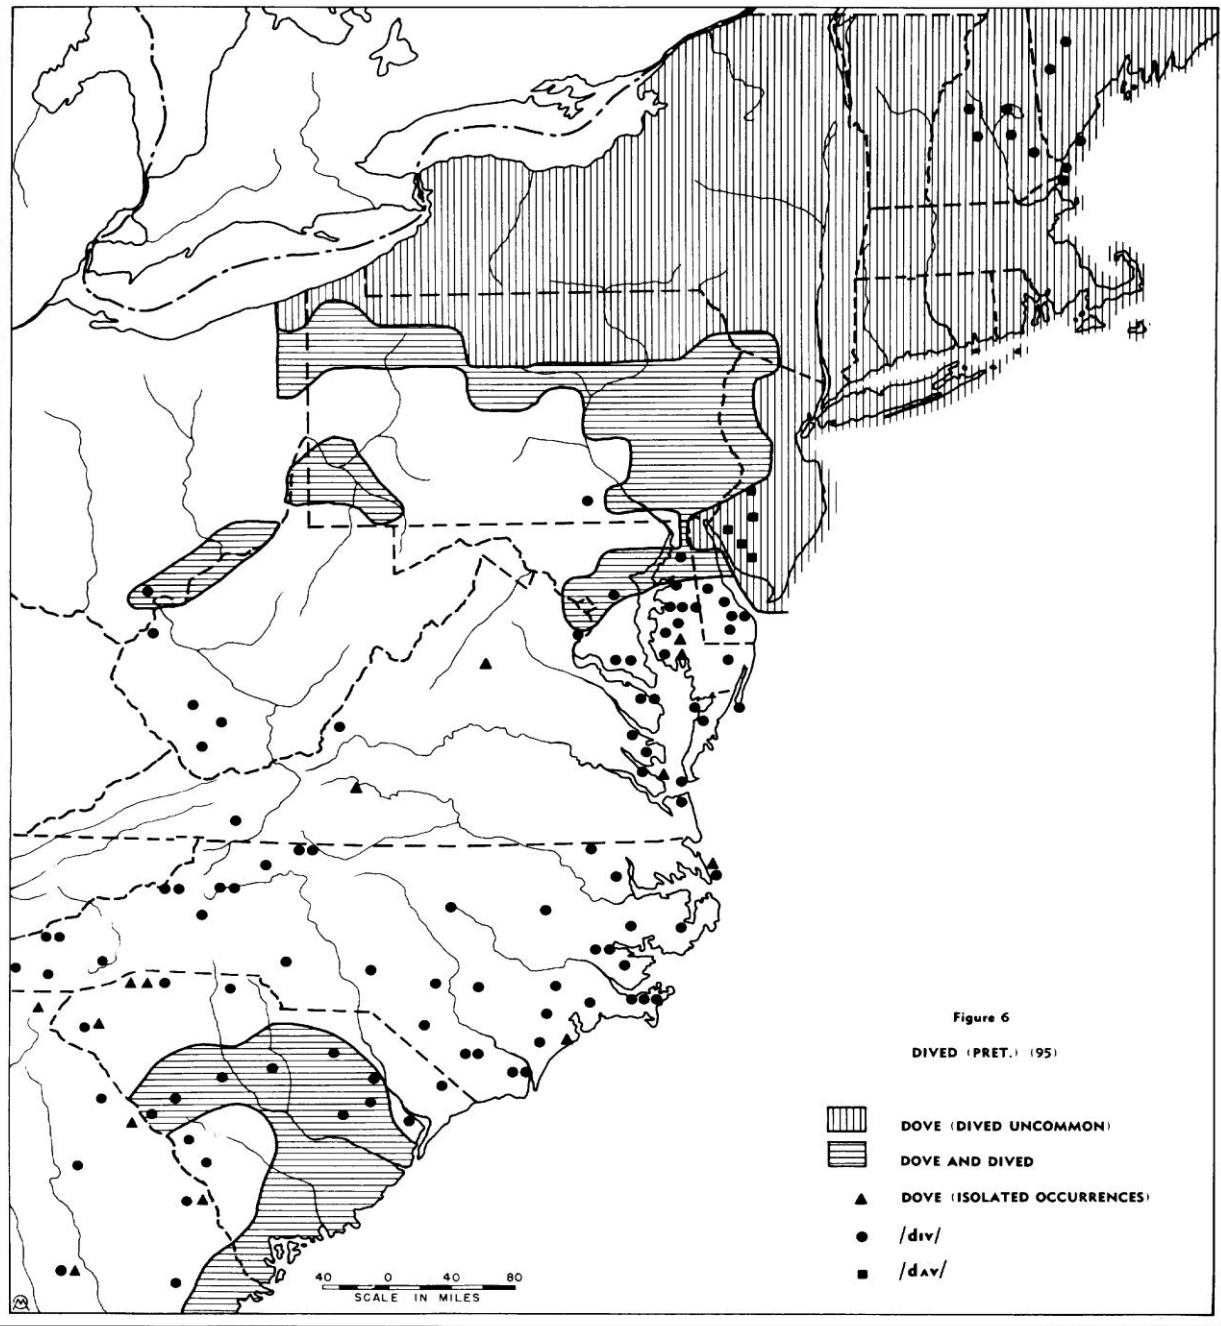 Figure 6
DIVED (PRET.) (95)
DOVE (DIVED UNCOMMON)
DOVE AND DIVED
DOVE (ISOLATED OCCURRENCES)
/dɪv/
/dʌv/
40 0 40 80
SCALE IN MILES